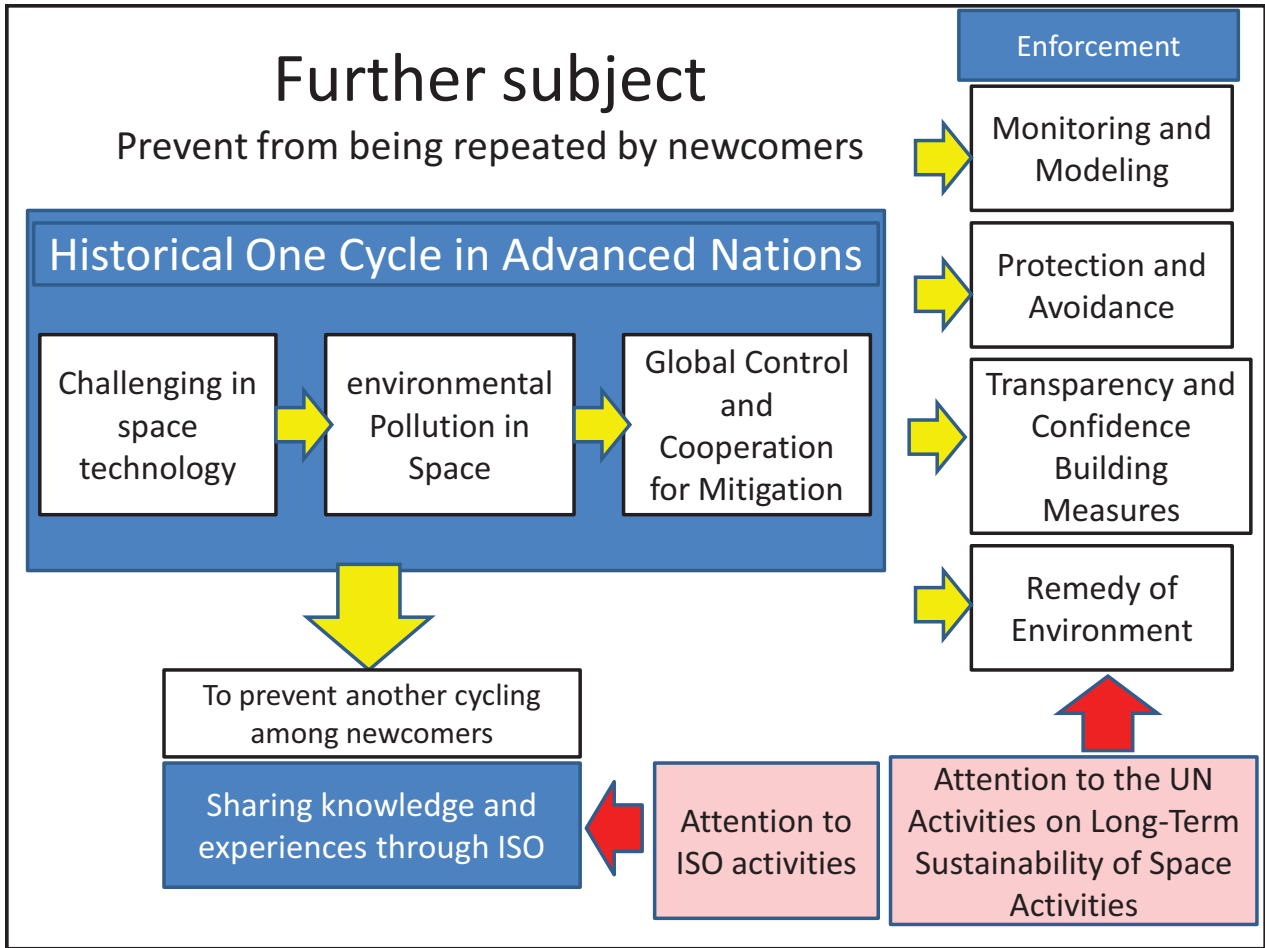 Further subject
Prevent from being repeated by newcomers
Historical One Cycle in Advanced Nations
Challenging in
space
technology
environmental
Pollution in
Space
Global Control
and
Cooperation
for Mitigation
To prevent another cycling
among newcomers
Sharing knowledge and
experiences through ISO
Attention to
ISO activities
Enforcement
Monitoring and
Modeling
Protection and
Avoidance
Transparency and
Confidence
Building
Measures
Remedy of
Environment
Attention to the UN
Activities on Long-Term
Sustainability of Space
Activities